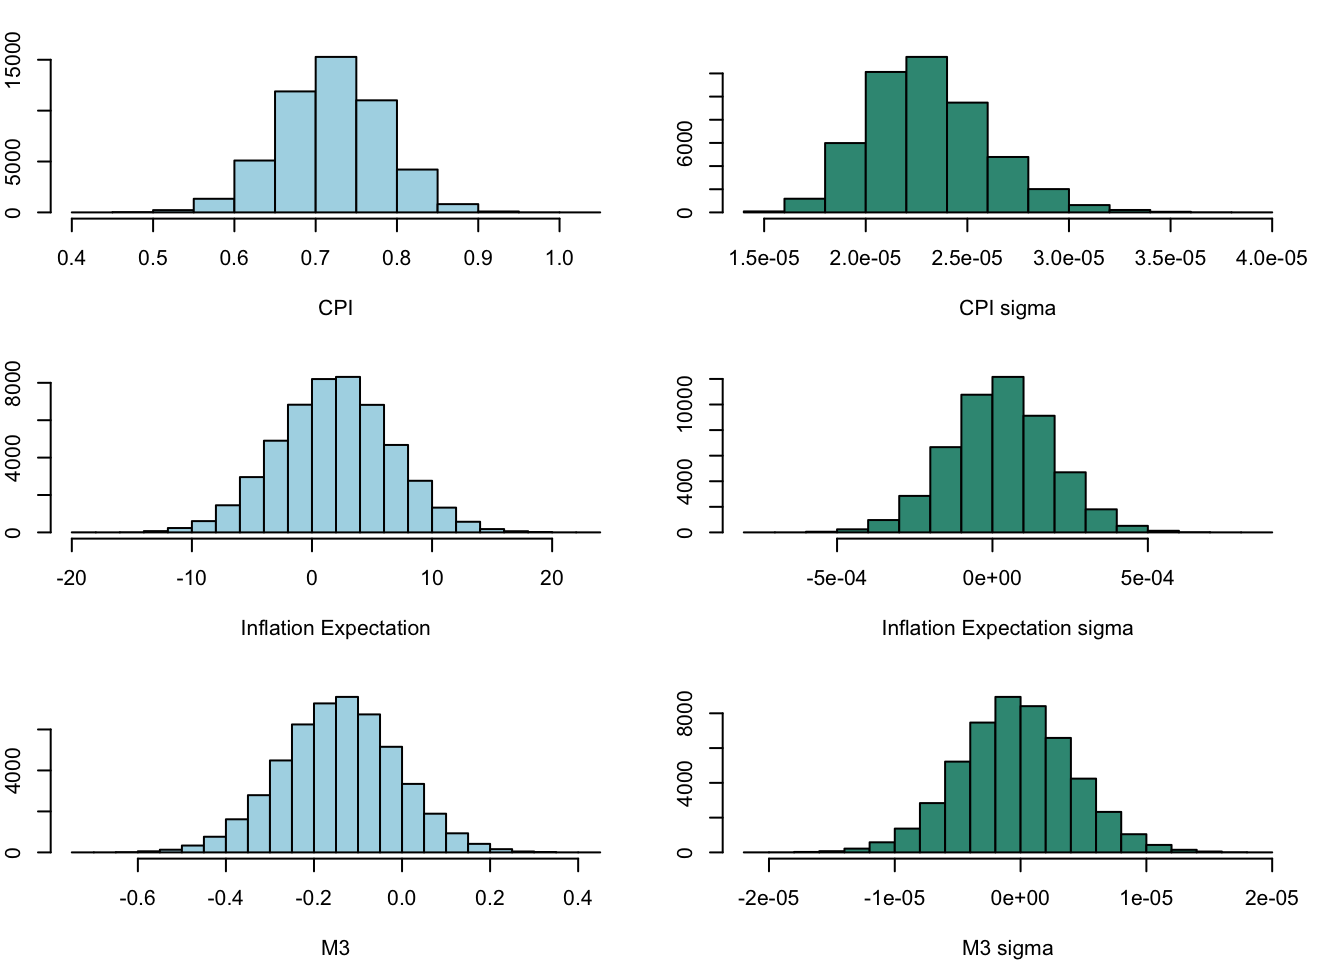 15000
5000
0
0.4 0.5 0.6 0.7 0.8 0.9 1.0
CPI
6000
0
1.5e-05 2.0e-05 2.5e-05 3.0e-05 3.5e-05 4.0e-05
CPI sigma
8000
4000
0
-20 -10 0 10 20
Inflation Expectation
10000
4000
0
-5e-04 0e+00 5e-04
Inflation Expectation sigma
4000
0
-0.6 -0.4 -0.2 0.0 0.2 0.4
M3
8000
4000
0
-2e-05 -1e-05 0e+00 1e-05 2e-05
M3 sigma